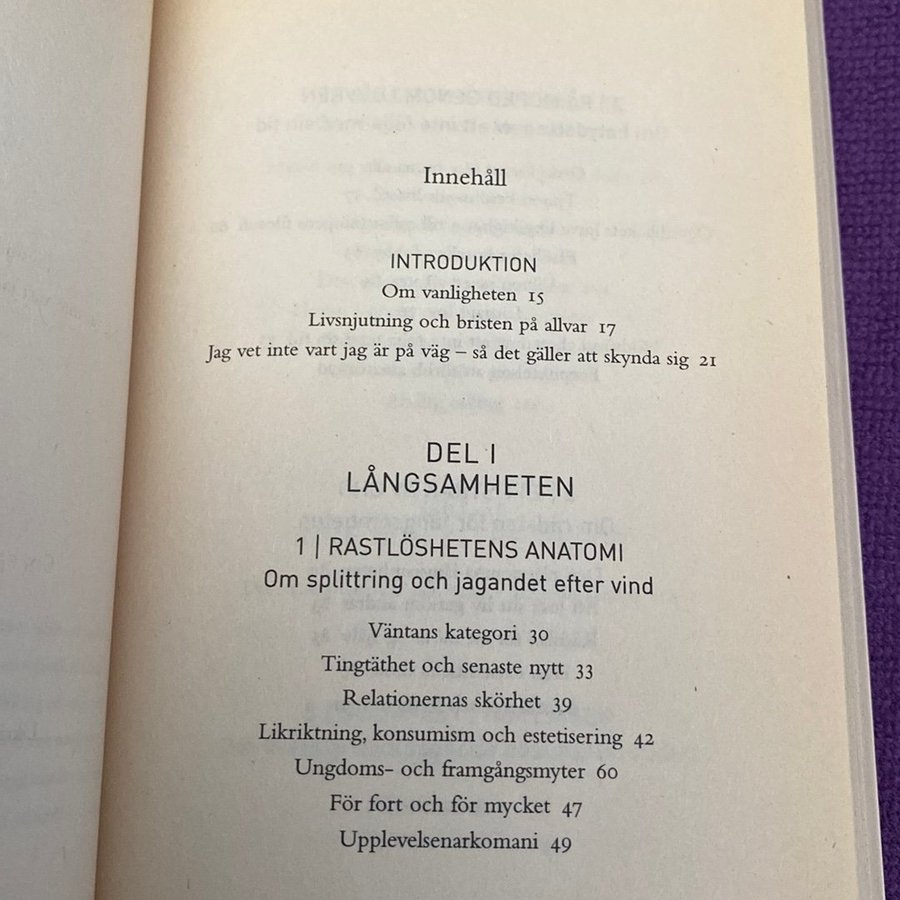 Innehåll
INTRODUKTION
Om vanligheten 15
Livsnjutning och bristen på allvar 17
Jag vet inte vart jag är på väg – så det gäller att skynda sig 21
DEL I
LÅNGSAMHETEN
1 | RASTLÖSHETENS ANATOMI
Om splittring och jagandet efter vind
Väntans kategori 30
Tingtäthet och senaste nytt 33
Relationernas skörhet 39
Likriktning, konsumism och estetisering 42
Ungdoms- och framgångsmyter 60
För fort och för mycket 47
Upplevelsenarkomani 49